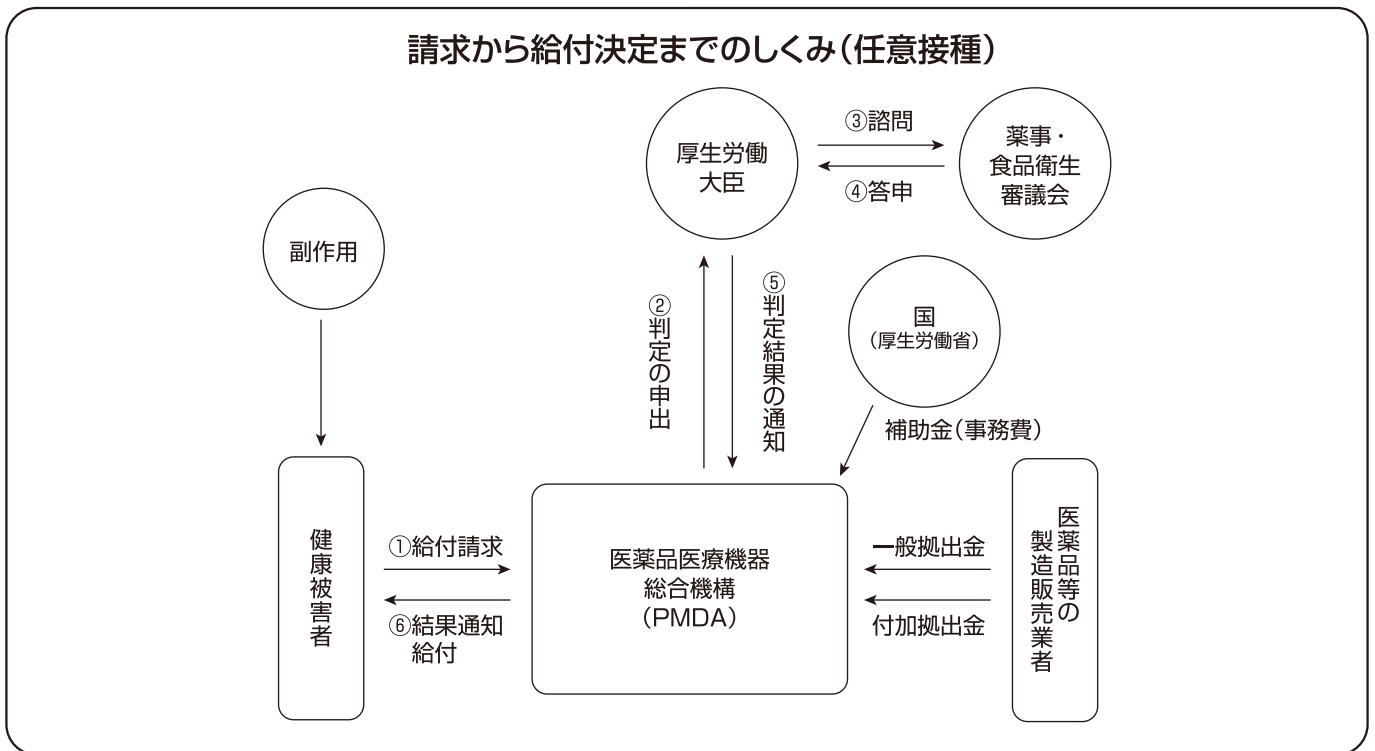 請求から給付決定までのしくみ（任意接種）
厚生労働
大臣
③諮問
④答申
薬事・
食品衛生
審議会
副作用
②判定の申出
⑤判定結果の通知
国
（厚生労働省）
補助金（事務費）
健康被害者
①給付請求
⑥結果通知
給付
医薬品医療機器
総合機構
（PMDA）
一般拠出金
付加拠出金
医薬品等の
製造販売業者